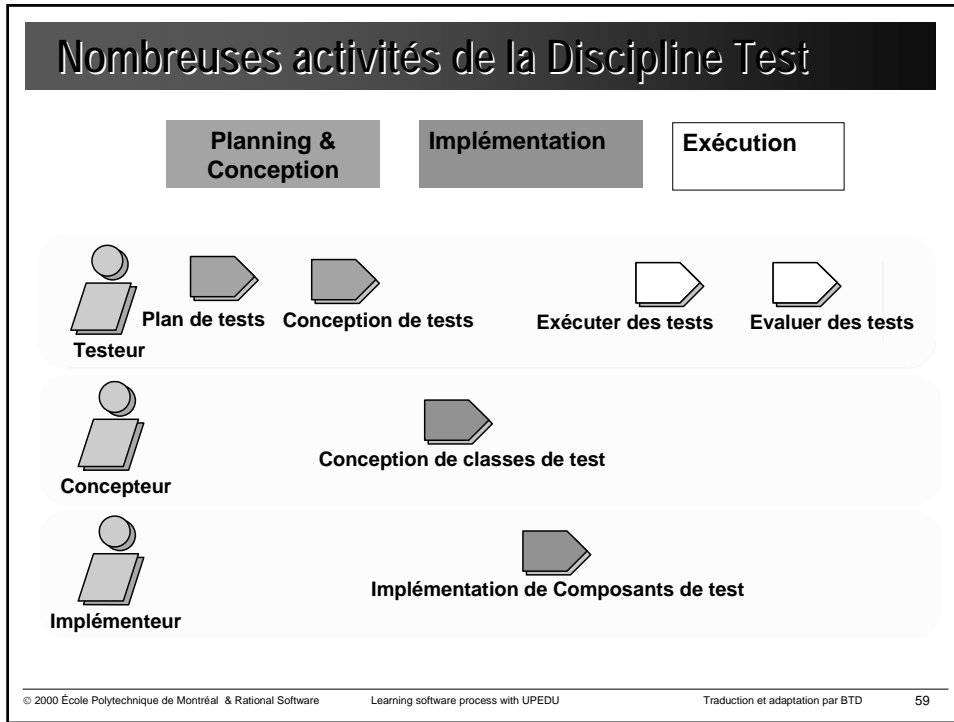 Nombreuses activités de la Discipline Test
Planning &
Conception
Implémentation
Exécution
Plan de tests
Conception de tests
Exécuter des tests
Evaluer des tests
Testeur
Conception de classes de test
Concepteur
Implémentation de Composants de test
Implémenteur
© 2000 École Polytechnique de Montréal & Rational Software
Learning software process with UPEDU
Traduction et adaptation par BTD
59